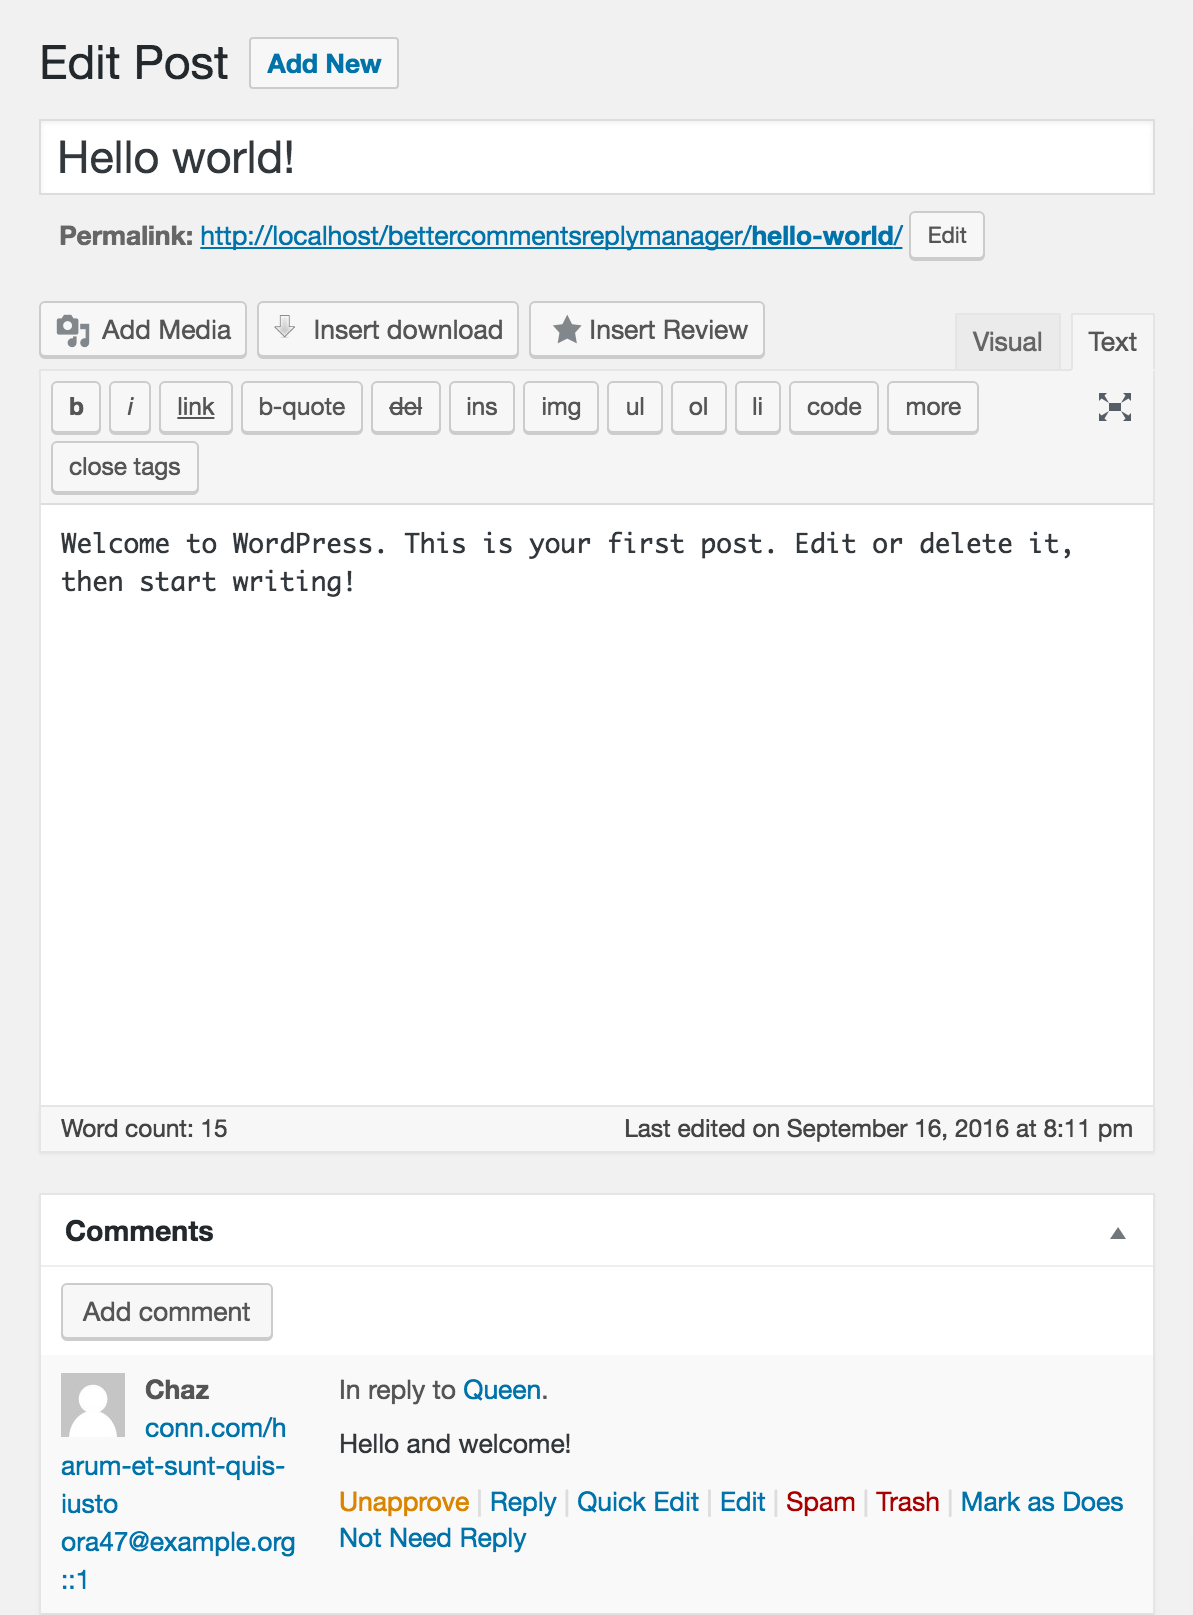 Edit Post Add New
Hello world!
Permalink: http://localhost/bettercommentsreplymanager/hello-world/ Edit
Add Media Insert download Insert Review Visual Text
b i link b-quote del ins img ul ol li code more
close tags
Welcome to WordPress. This is your first post. Edit or delete it,
then start writing!
Word count: 15 Last edited on September 16, 2016 at 8:11 pm
Comments
Add comment
Chaz
conn.com/h
arum-et-sunt-quis-
iusto
ora47@example.org
::1
In reply to Queen.
Hello and welcome!
Unapprove | Reply | Quick Edit | Edit | Spam | Trash | Mark as Does
Not Need Reply